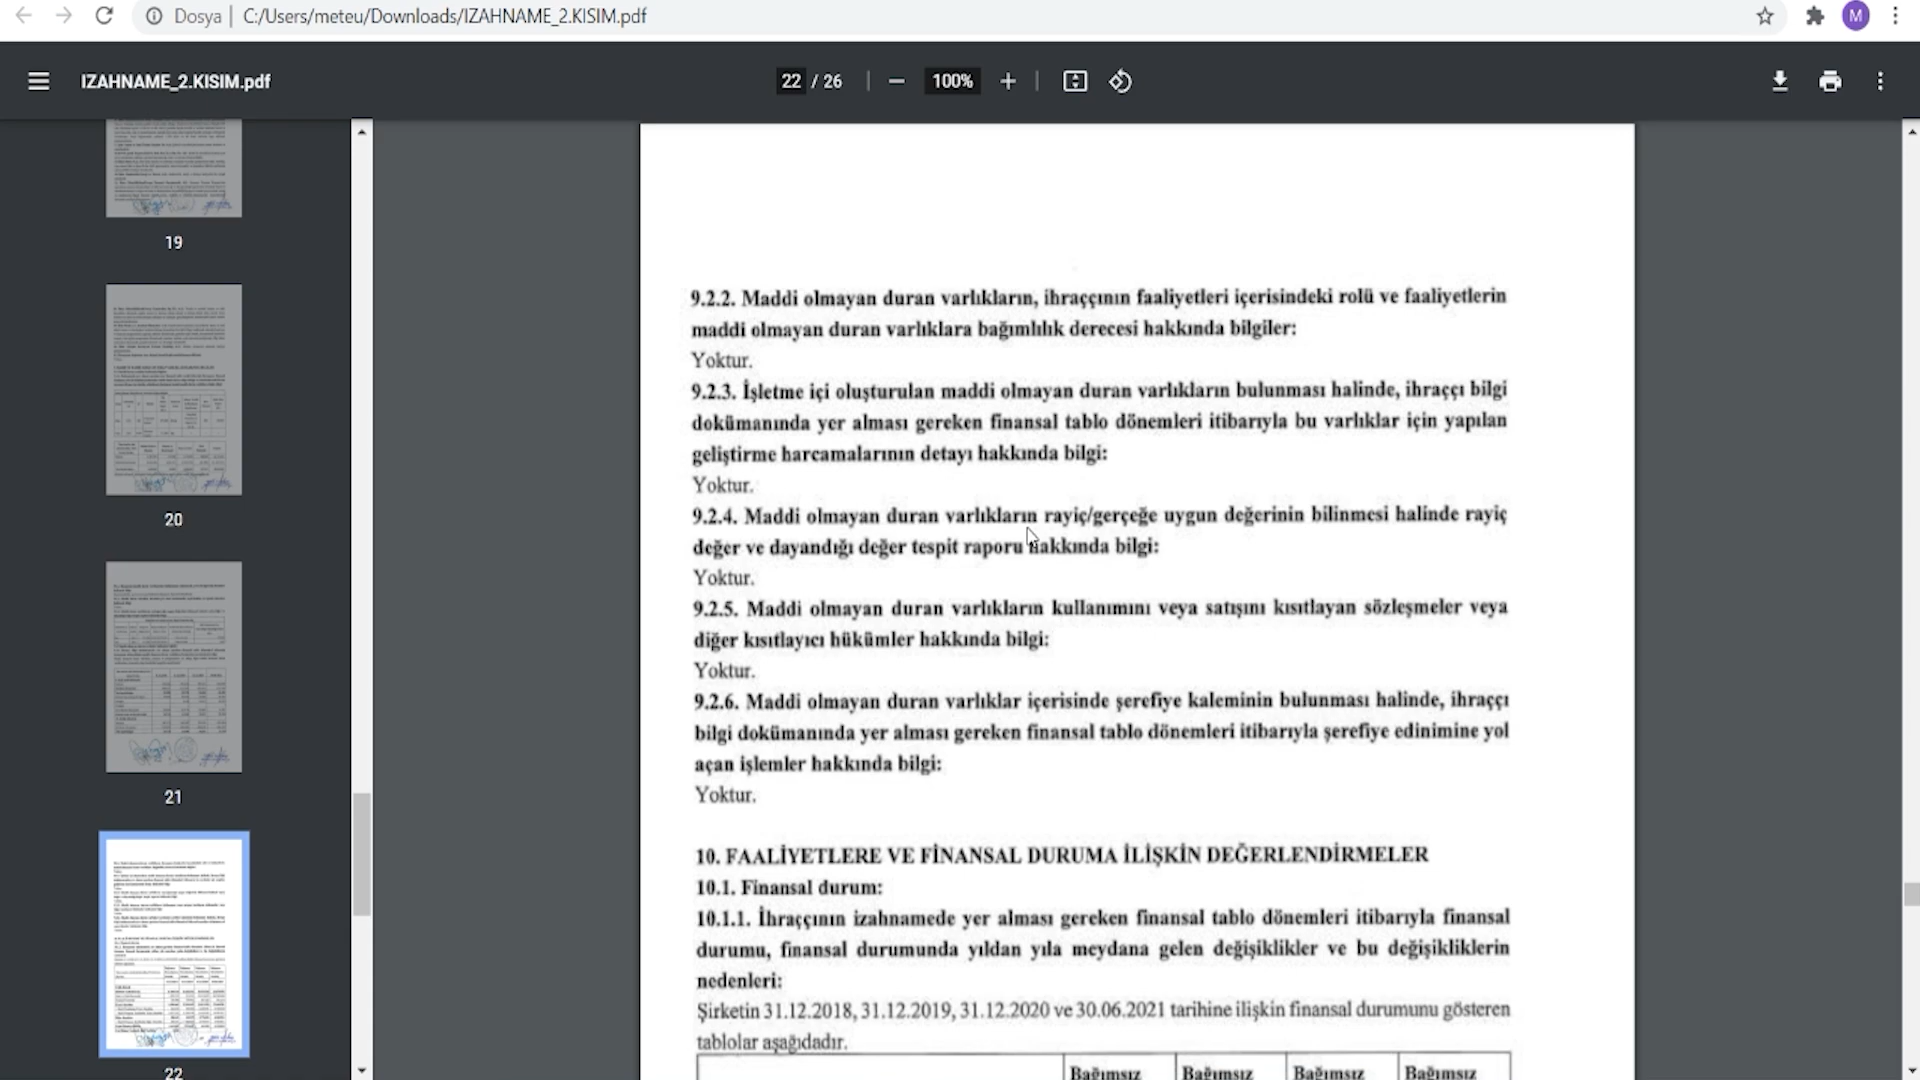 Dosya | C:/Users/meteu/Downloads/IZAHNAME_2.KISIM.pdf
M
IZAHNAME_2.KISIM.pdf
22 / 26
100%
19
20
21
22
9.2.2. Maddi olmayan duran varlıkların, ihraççının faaliyetleri içerisindeki rolü ve faaliyetlerin
maddi olmayan duran varlıklara bağımlılık derecesi hakkında bilgiler:
Yoktur.
9.2.3. İşletme içi oluşturulan maddi olmayan duran varlıkların bulunması halinde, ihraççı bilgi
dokümanında yer alması gereken finansal tablo dönemleri itibarıyla bu varlıklar için yapılan
geliştirme harcamalarının detayı hakkında bilgi:
Yoktur.
9.2.4. Maddi olmayan duran varlıkların rayiç/gerçeğe uygun değerinin bilinmesi halinde rayiç
değer ve dayandığı değer tespit raporu hakkında bilgi:
Yoktur.
9.2.5. Maddi olmayan duran varlıkların kullanımını veya satışını kısıtlayan sözleşmeler veya
diğer kısıtlayıcı hükümler hakkında bilgi:
Yoktur.
9.2.6. Maddi olmayan duran varlıklar içerisinde şerefiye kaleminin bulunması halinde, ihraççı
bilgi dokümanında yer alması gereken finansal tablo dönemleri itibarıyla şerefiye edinimine yol
açan işlemler hakkında bilgi:
Yoktur.
10. FAALİYETLERE VE FİNANSAL DURUMA İLİŞKİN DEĞERLENDİRMELER
10.1. Finansal durum:
10.1.1. İhraççının izahnamede yer alması gereken finansal tablo dönemleri itibarıyla finansal
durumu, finansal durumunda yıldan yıla meydana gelen değişiklikler ve bu değişikliklerin
nedenleri:
Şirketin 31.12.2018, 31.12.2019, 31.12.2020 ve 30.06.2021 tarihine ilişkin finansal durumunu gösteren
tablolar aşağıdadır.
Bağımsız Bağımsız Bağımsız Bağımsız